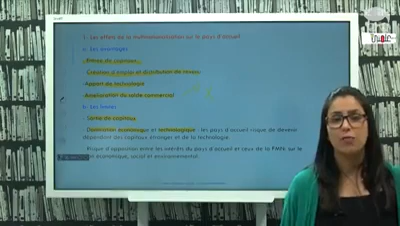 1. Les effets de la multinationalisation sur le pays d'accueil
a. Les avantages
Entrée de capitaux
Création d'emploi et distribution de revenu
Apport de technologie
Amélioration du solde commercial
b. Les limites
Sortie de capitaux
Domination économique et technologique : les pays d'accueil risque de devenir
dépendant des capitaux étranger et de la technologie.
Risque d'opposition entre les intérêts du pays d'accueil et ceux de la FMN sur le
économique, social et environnemental.